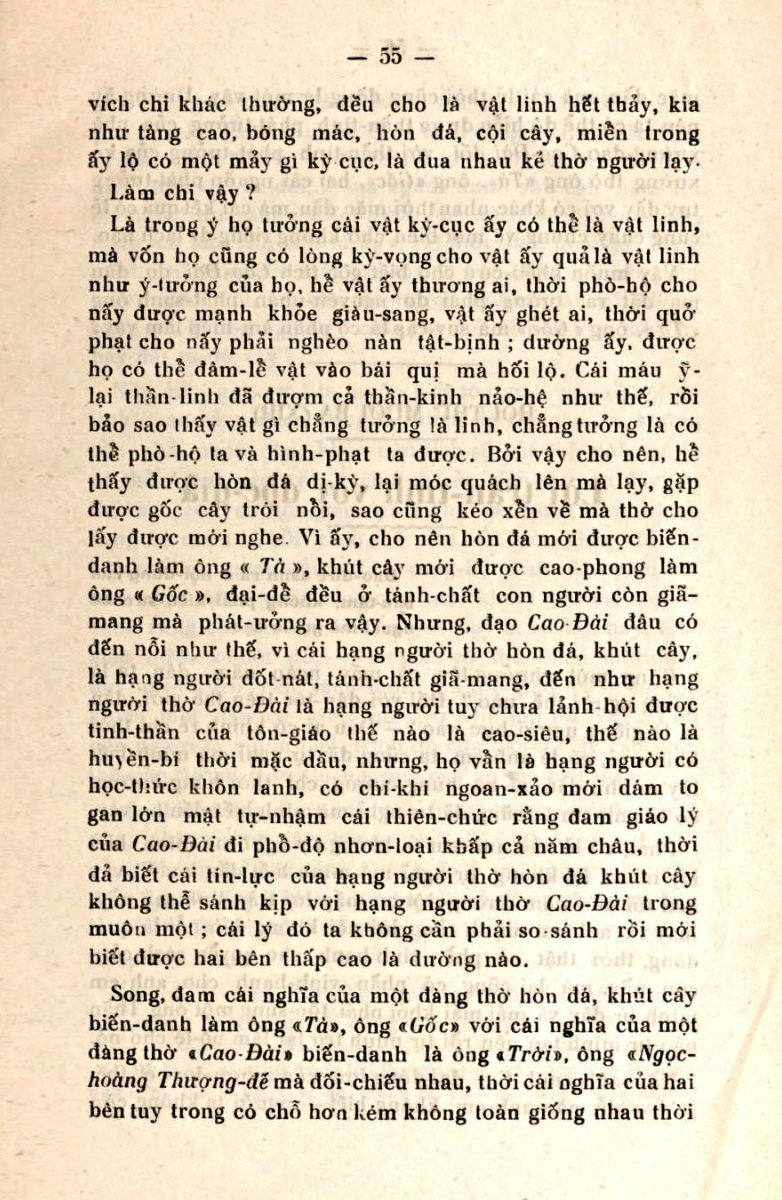 — 55 —
vích chi khác thường, đều cho là vật linh hết thảy, kia
như tàng cao, bóng mác, hòn đá, cội cây, miễn trong
ấy lộ có một mảy gì kỳ cục, là đua nhau kẻ thờ người lạy.
Làm chi vậy ?
Là trong ý họ tưởng cái vật kỳ-cục ấy có thể là vật linh,
mà vốn họ cũng có lòng kỳ-vọng cho vật ấy quả là vật linh
như ý-tưởng của họ, hễ vật ấy thương ai, thời phò-hộ cho
nấy được mạnh khỏe giàu-sang, vật ấy ghét ai, thời quở
phạt cho nấy phải nghèo nàn tật-bịnh ; dường ấy, được
họ có thể đâm-lễ vật vào bái quị mà hối lộ. Cái máu ỹ-
lại thần-linh đã đượm cả thần-kinh nảo-hệ như thế, rồi
bảo sao thấy vật gì chẳng tưởng là linh, chẳng tưởng là có
thể phò-hộ ta và hình-phạt ta được. Bởi vậy cho nên, hễ
thấy được hòn đá dị-kỳ, lại móc quách lên mà lạy, gặp
được gốc cây trỏi nổi, sao cũng kéo xển về mà thờ cho
lấy được mới nghe. Vì ấy, cho nên hòn đá mới được biến-
danh làm ông « Tà », khút cây mới được cao-phong làm
ông « Gốc », đại-đề đều ở tánh-chất con người còn giã-
mang mà phát-ưởng ra vậy. Nhưng, đạo Cao-Đài đâu có
đến nỗi như thế, vì cái hạng người thờ hòn đá, khút cây,
là hạng người dốt-nát, tánh-chất giã-mang, đến như hạng
người thờ Cao-Đài là hạng người tuy chưa lảnh-hội được
tinh-thần của tôn-giáo thế nào là cao-siêu, thế nào là
huyền-bí thời mặc dầu, nhưng, họ vẫn là hạng người có
học-thức khôn lanh, có chí-khí ngoan-xảo mới dám to
gan lớn mật tự-nhậm cái thiên-chức rằng đam giáo lý
của Cao-Đài đi phổ-độ nhơn-loại khắp cả năm châu, thời
đả biết cái tín-lực của hạng người thờ hòn đá khút cây
không thể sánh kịp với hạng người thờ Cao-Đài trong
muôn một ; cái lý đó ta không cần phải so-sánh rồi mới
biết được hai bên thấp cao là dường nào.
Song, đam cái nghĩa của một đàng thờ hòn đá, khút cây
biến-danh làm ông «Tà», ông «Gốc» với cái nghĩa của một
đàng thờ «Cao-Đài» biến-danh là ông «Trời», ông «Ngọc-
hoàng Thượng-đế mà đối-chiếu nhau, thời cái nghĩa của hai
bên tuy trong có chỗ hơn kém không toàn giống nhau thời